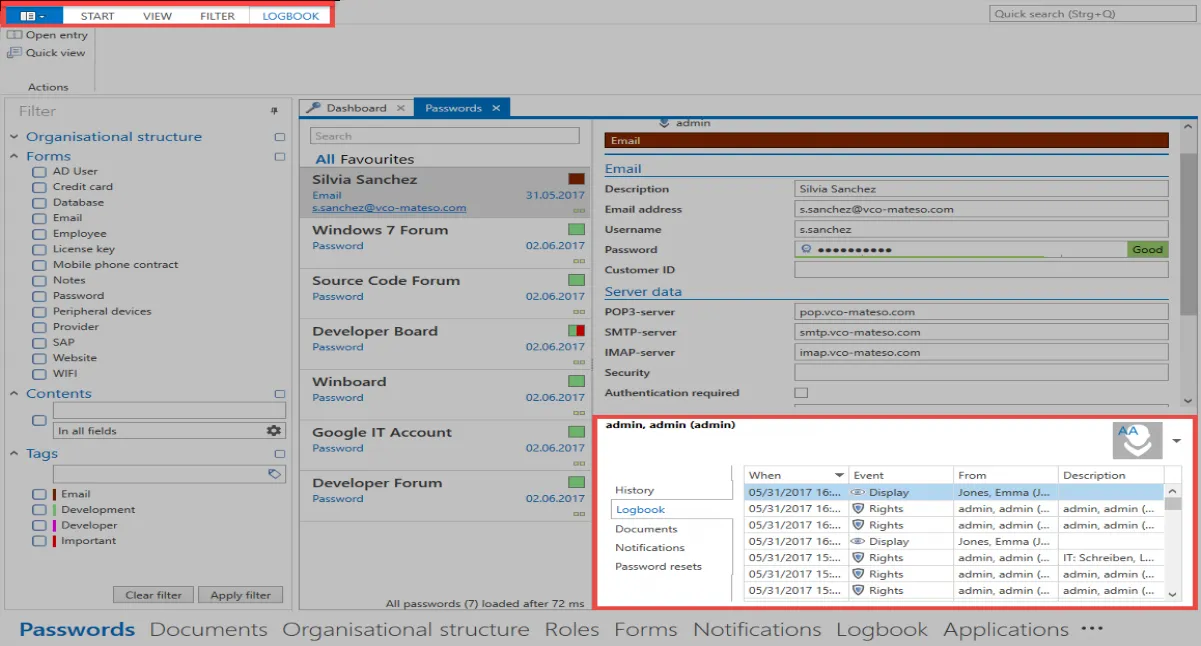 START VIEW FILTER LOGBOOK
Quick search (Strg+Q)
Open entry
Quick view
Actions
Filter
Organisational structure
Forms
AD User
Credit card
Database
Email
Employee
License key
Mobile phone contract
Notes
Password
Peripheral devices
Provider
SAP
Website
WIFI
Contents
In all fields
Tags
Email
Development
Developer
Important
Clear filter Apply filter
Dashboard Passwords
Search
All Favourites
Silvia Sanchez
Email 31.05.2017
s.sanchez@vco-mateso.com
Windows 7 Forum
Password 02.06.2017
Source Code Forum
Password 02.06.2017
Developer Board
Password 02.06.2017
Winboard
Password 02.06.2017
Google IT Account
Password 02.06.2017
Developer Forum
Password 02.06.2017
All passwords (7) loaded after 72 ms
admin
Email
Email
Description Silvia Sanchez
Email address s.sanchez@vco-mateso.com
Username s.sanchez
Password ●●●●●●●●●● Good
Customer ID
Server data
POP3-server pop.vco-mateso.com
SMTP-server smtp.vco-mateso.com
IMAP-server imap.vco-mateso.com
Security
Authentication required
admin, admin (admin)
AA
History
Logbook
Documents
Notifications
Password resets
When Event From Description
05/31/2017 16:... Display Jones, Emma (J...
05/31/2017 16:... Rights admin, admin (... admin, admin (...
05/31/2017 16:... Rights admin, admin (... admin, admin (...
05/31/2017 16:... Display Jones, Emma (J...
05/31/2017 15:... Rights admin, admin (... IT: Schreiben, L...
05/31/2017 15:... Rights admin, admin (... admin, admin (...
05/31/2017 15:... Rights admin, admin (... admin, admin (...
Passwords Documents Organisational structure Roles Forms Notifications Logbook Applications •••